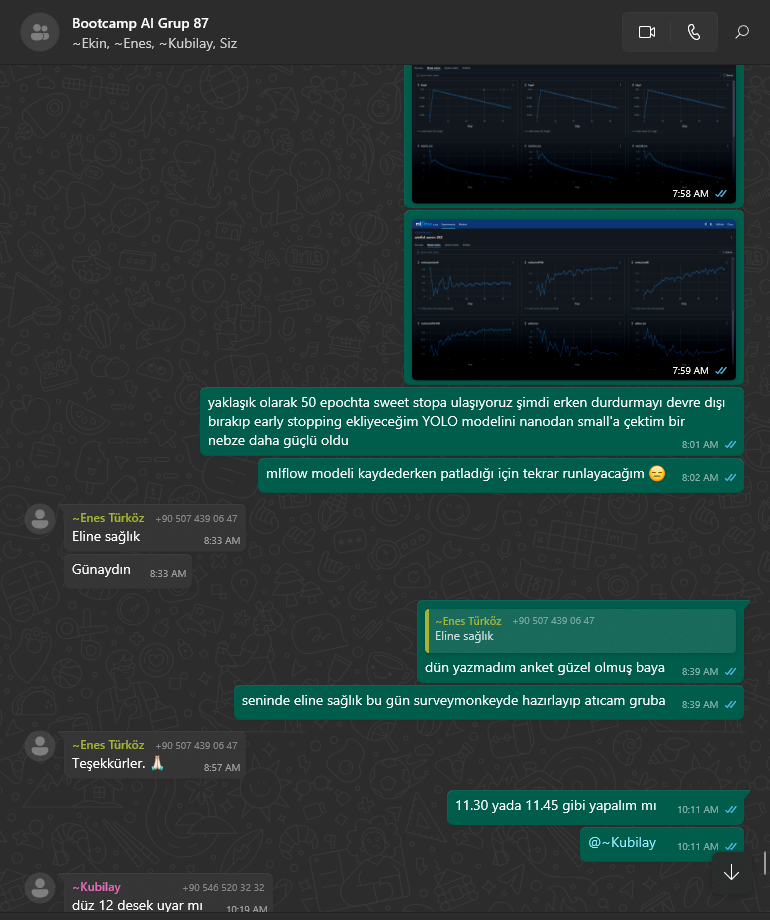 Bootcamp AI Grup 87
~Ekin, ~Enes, ~Kubilay, Siz
7:58 AM
7:59 AM
yaklaşık olarak 50 epochta sweet stopa ulaşıyoruz şimdi erken durdurmayı devre dışı
bırakıp early stopping ekliyeceğim YOLO modelini nanodan small'a çektim bir
nebze daha güçlü oldu
8:01 AM
mlflow modeli kaydederken patladığı için tekrar runlayacağım 😑
8:02 AM
~Enes Türköz +90 507 439 06 47
Eline sağlık
8:33 AM
Günaydın
8:33 AM
~Enes Türköz +90 507 439 06 47
Eline sağlık
dün yazmadım anket güzel olmuş baya
8:39 AM
seninde eline sağlık bu gün surveymonkeyde hazırlayıp atıcam gruba
8:39 AM
~Enes Türköz +90 507 439 06 47
Teşekkürler. 🙏🏻
8:57 AM
11.30 yada 11.45 gibi yapalım mı
10:11 AM
@~Kubilay
10:11 AM
~Kubilay +90 546 520 32 32
düz 12 desek uyar mı
10:19 AM